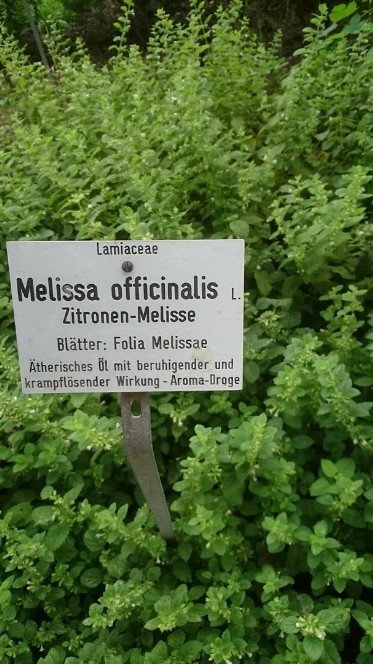 Lamiaceae
Melissa officinalis L.
Zitronen-Melisse
Blätter: Folia Melissae
Ätherisches Öl mit beruhigender und
krampflösender Wirkung - Aroma-Droge